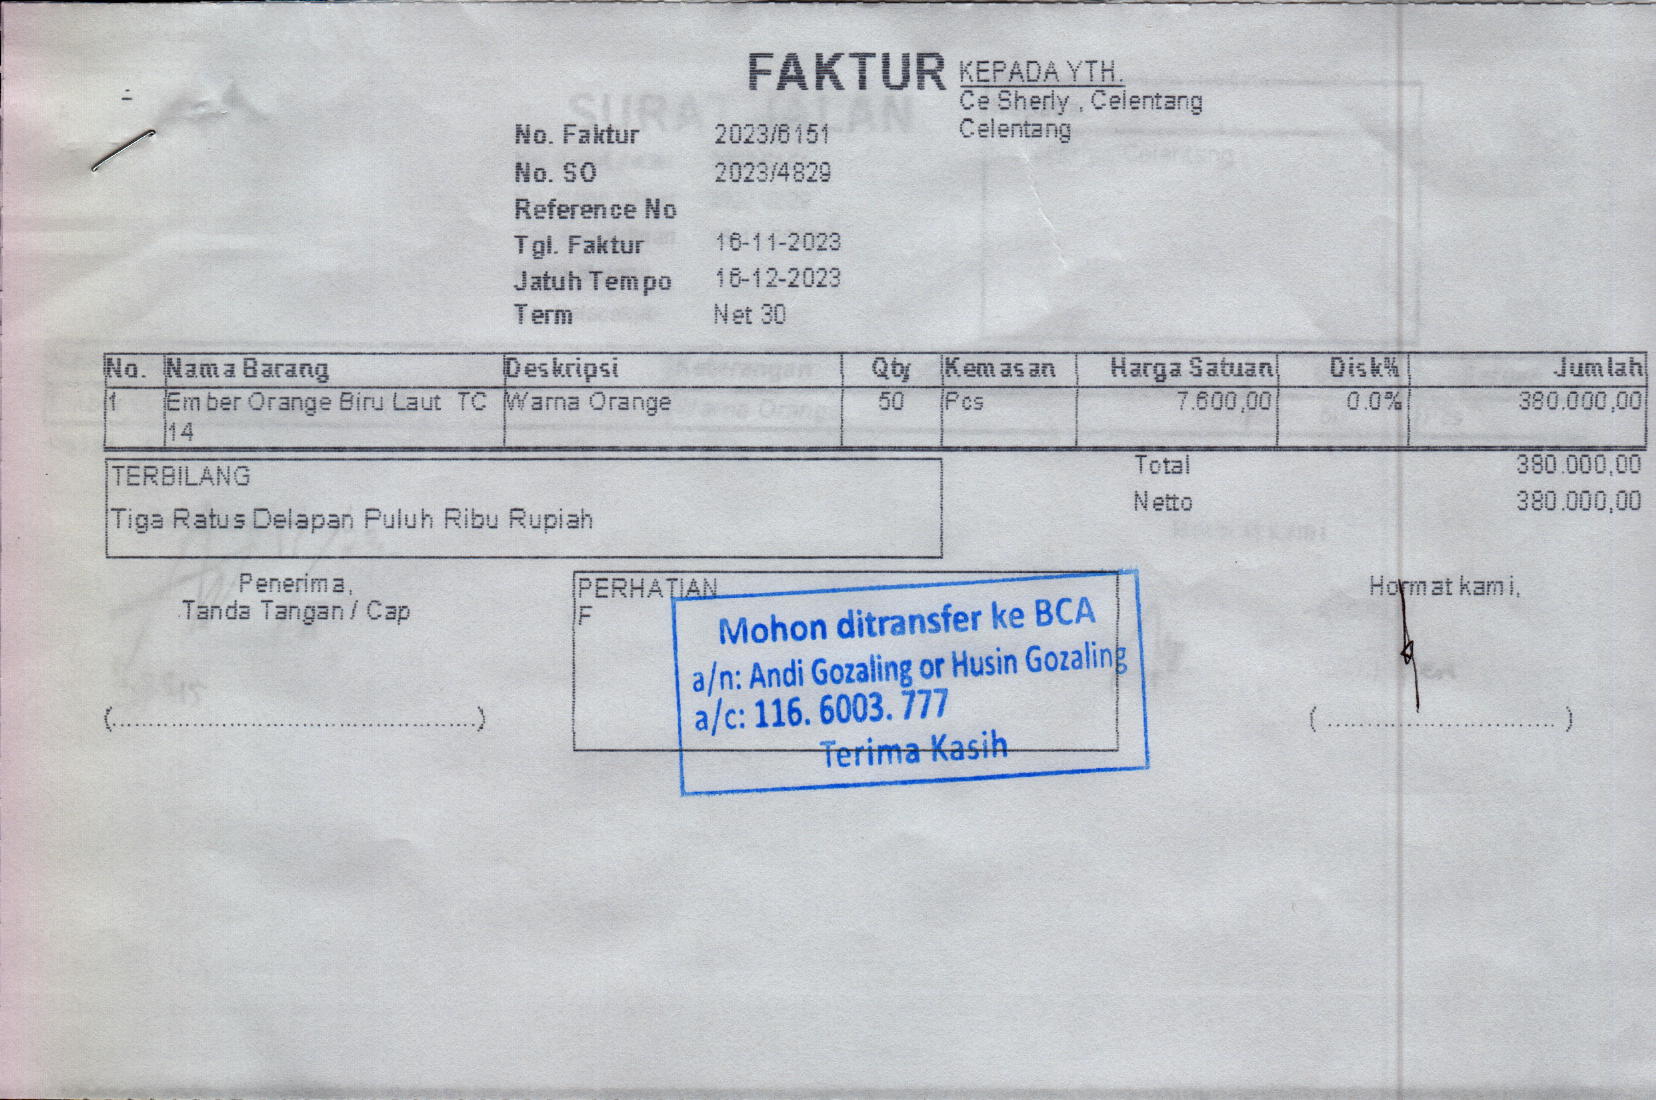 FAKTUR
KEPADA YTH.
Ce Sherly , Celentang
Celentang
No. Faktur 2023/6151
No. SO 2023/4829
Reference No
Tgl. Faktur 16-11-2023
Jatuh Tempo 16-12-2023
Term Net 30
No. Nama Barang Deskripsi Qty Kemasan Harga Satuan Disk% Jumlah
1 Ember Orange Biru Laut TC Warna Orange 50 Pcs 7.600,00 0.0% 380.000,00
14
Total 380.000,00
Netto 380.000,00
TERBILANG
Tiga Ratus Delapan Puluh Ribu Rupiah
Penerima,
Tanda Tangan / Cap
(..................................................)
PERHATIAN
F
Mohon ditransfer ke BCA
a/n: Andi Gozaling or Husin Gozaling
a/c: 116. 6003. 777
Terima Kasih
Hormat kami,
( ............................... )
SURAT JALAN
Keterangan
Warna Orange